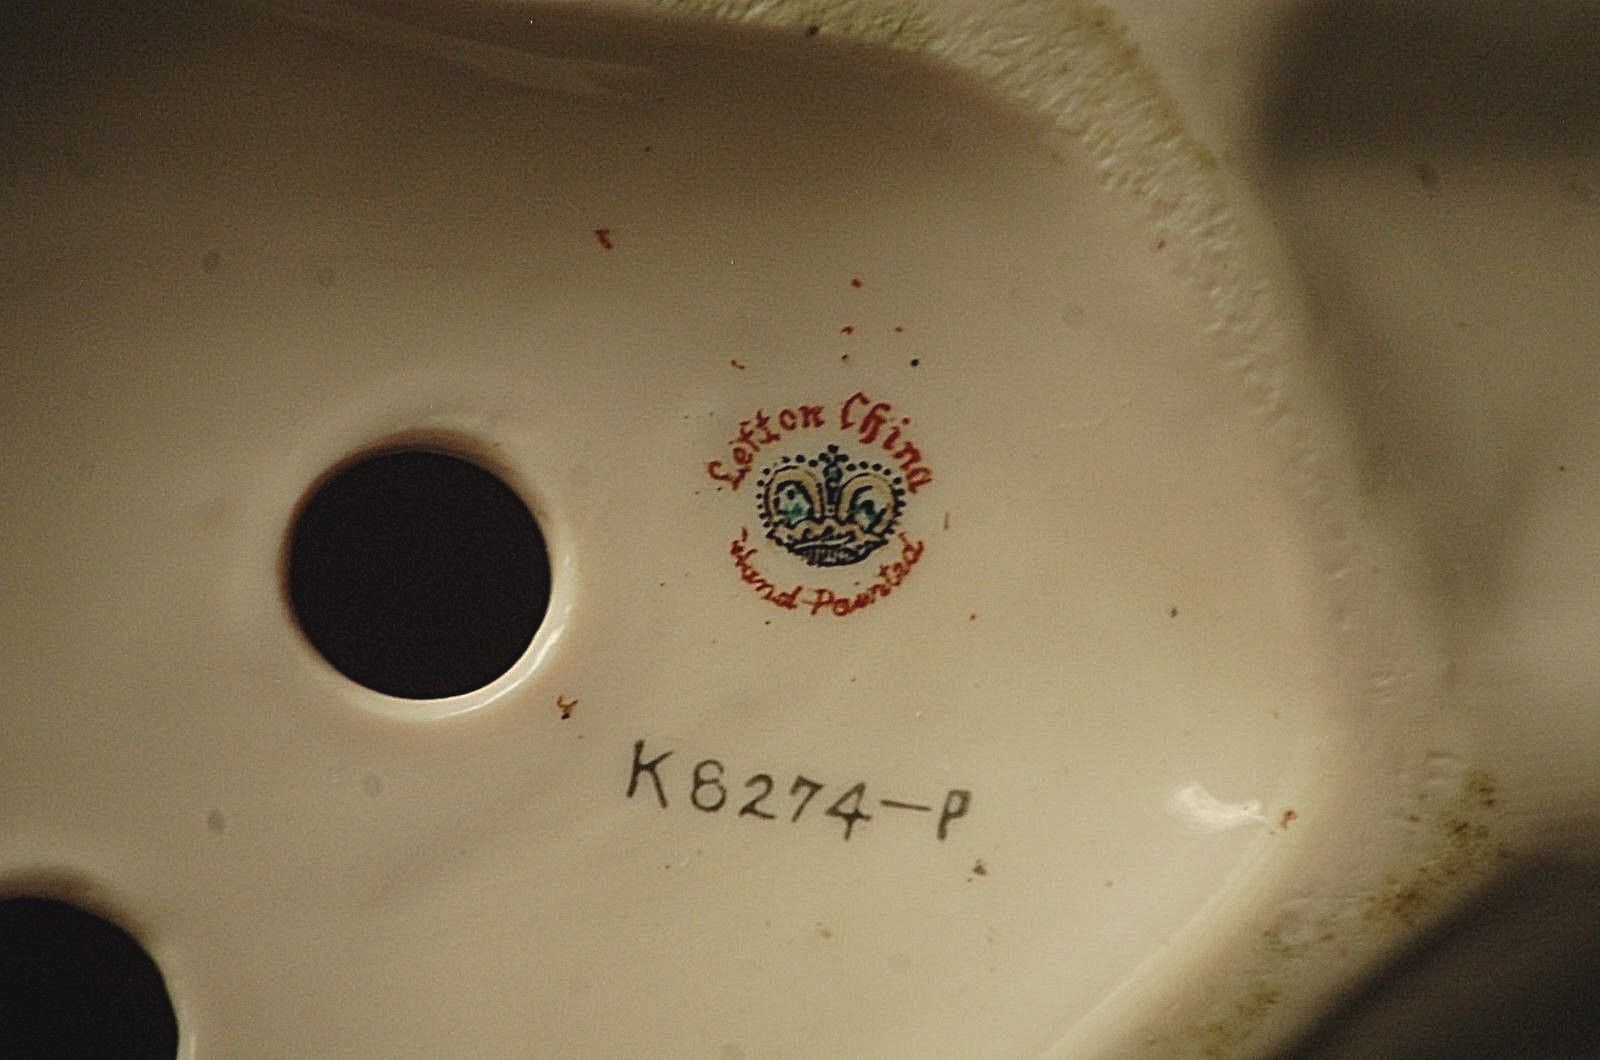 Lefton China
Hand Painted
K8274-P